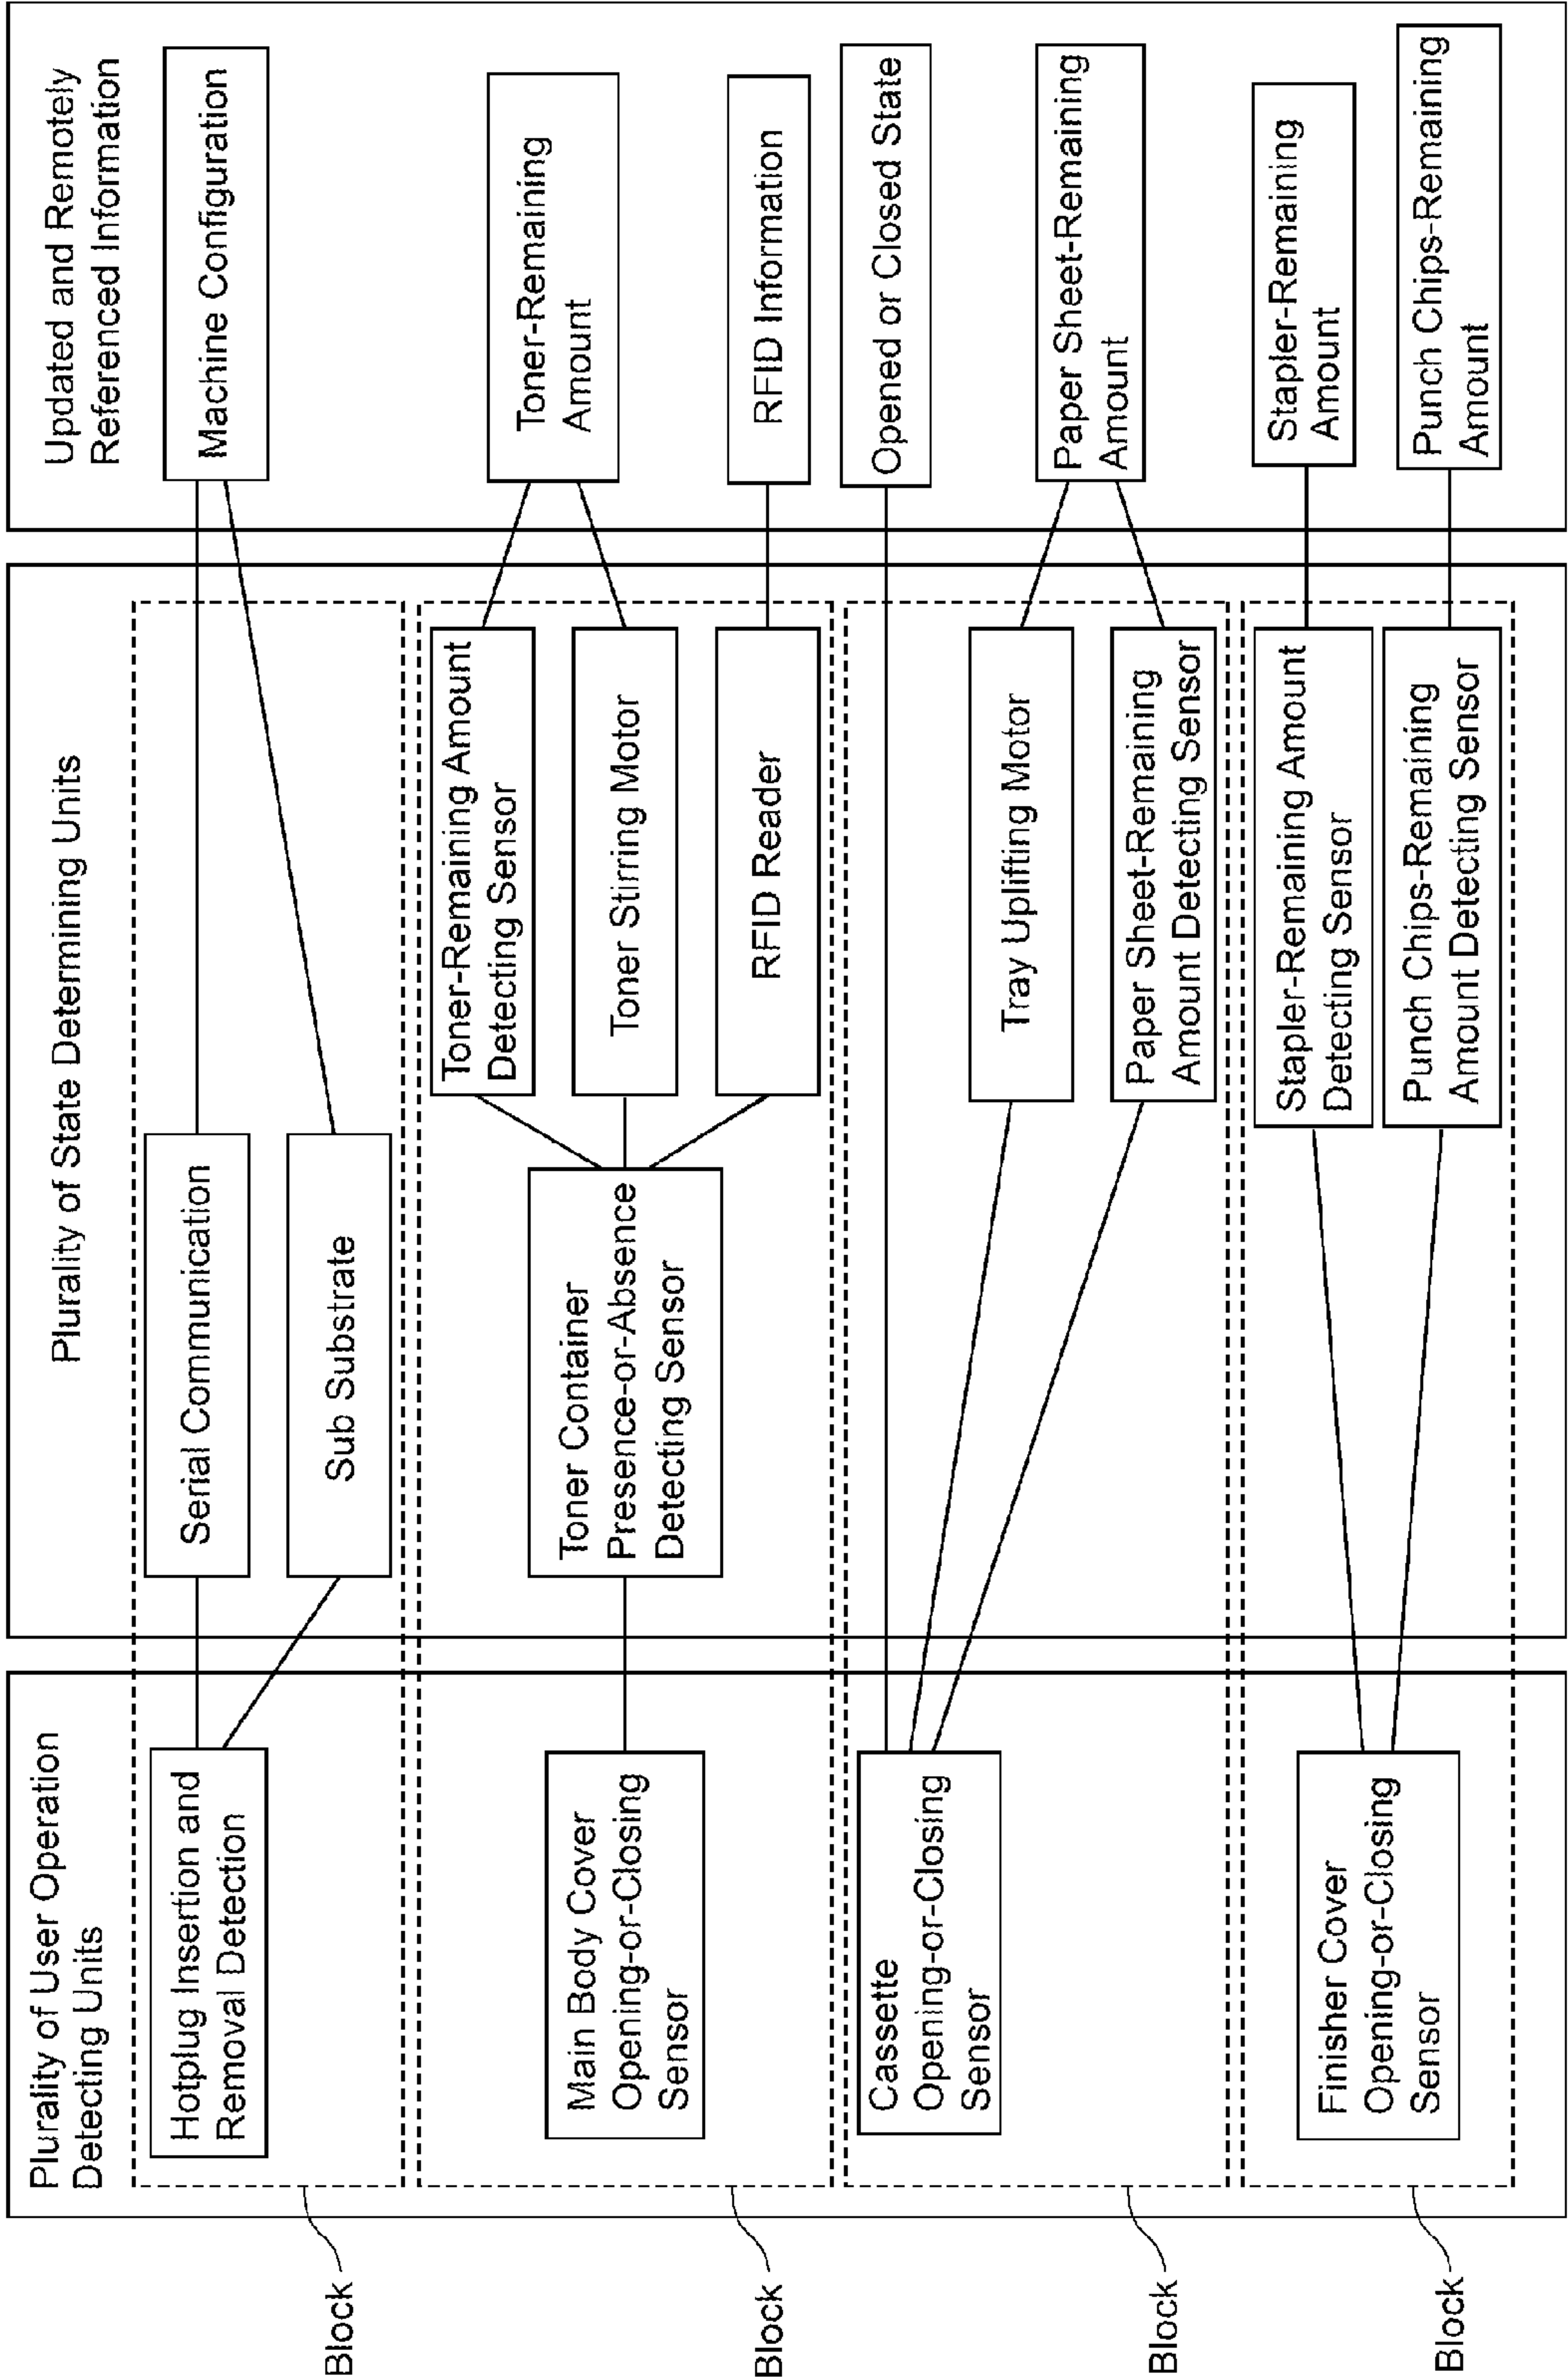 Plurality of User Operation
Detecting Units
Plurality of State Determining Units
Updated and Remotely
Referenced Information
Block
Hotplug Insertion and
Removal Detection
Serial Communication
Sub Substrate
Machine Configuration
Block
Main Body Cover
Opening-or-Closing
Sensor
Toner Container
Presence-or-Absence
Detecting Sensor
Toner-Remaining Amount
Detecting Sensor
Toner Stirring Motor
RFID Reader
Toner-Remaining
Amount
RFID Information
Block
Cassette
Opening-or-Closing
Sensor
Tray Uplifting Motor
Paper Sheet-Remaining
Amount Detecting Sensor
Opened or Closed State
Paper Sheet-Remaining
Amount
Block
Finisher Cover
Opening-or-Closing
Sensor
Stapler-Remaining Amount
Detecting Sensor
Punch Chips-Remaining
Amount Detecting Sensor
Stapler-Remaining
Amount
Punch Chips-Remaining
Amount